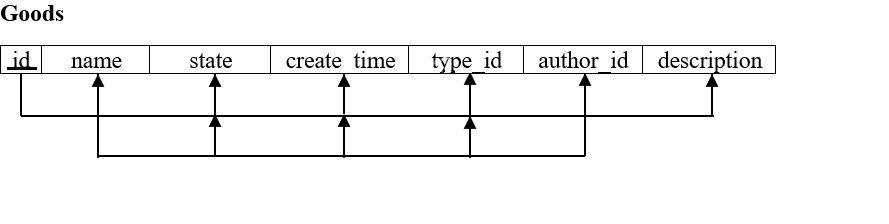 Goods
id name state create_time type_id author_id description